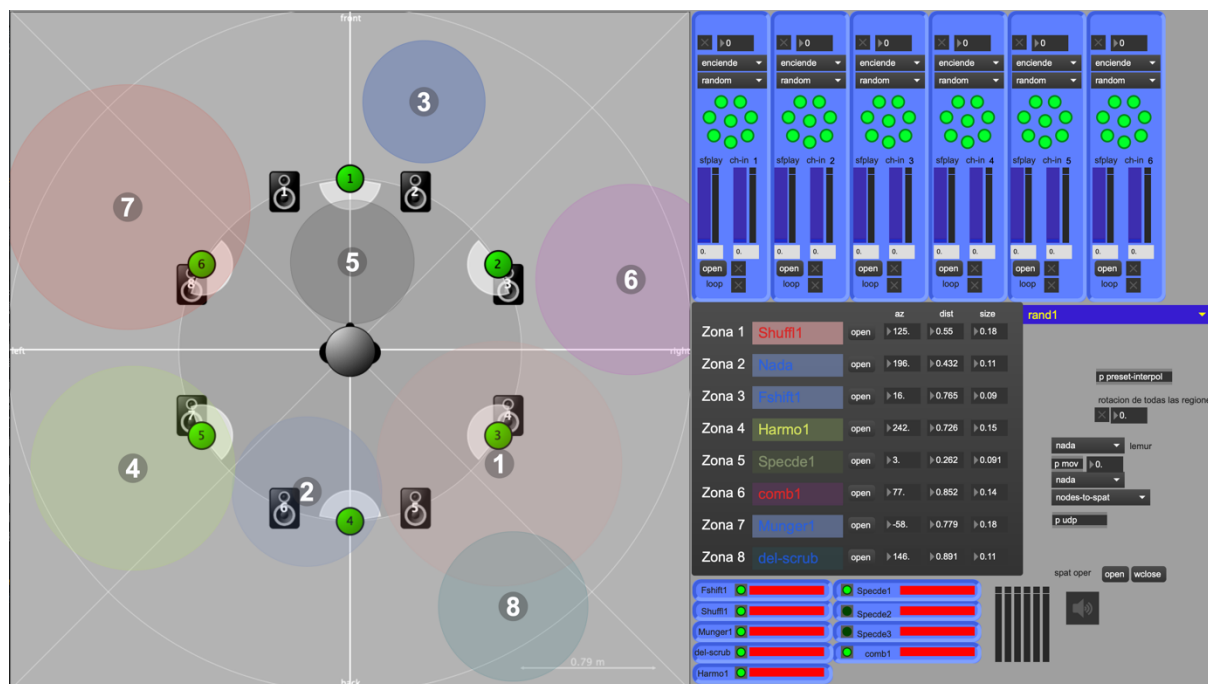 front
3
1
1
2
7
5
6
8
2
3
6
left
right
7
5
4
3
4
1
2
6
4
5
8
0.79 m
back
0 0 0 0 0 0
enciende enciende enciende enciende enciende enciende
random random random random random random
sfplay ch-in 1 sfplay ch-in 2 sfplay ch-in 3 sfplay ch-in 4 sfplay ch-in 5 sfplay ch-in 6
0. 0. 0. 0. 0. 0. 0. 0. 0. 0. 0. 0.
open open open open open open
loop loop loop loop loop loop
az dist size
Zona 1 Shuffl1 open 125. 0.55 0.18
Zona 2 Nada open 196. 0.432 0.11
Zona 3 Fshift1 open 16. 0.765 0.09
Zona 4 Harmo1 open 242. 0.726 0.15
Zona 5 Specde1 open 3. 0.262 0.091
Zona 6 comb1 open 77. 0.852 0.14
Zona 7 Munger1 open -58. 0.779 0.18
Zona 8 del-scrub open 146. 0.891 0.11
rand1
p preset-interpol
rotacion de todas las regione
0.
nada lemur
p mov 0.
nada
nodes-to-spat
p udp
spat oper open wclose
Fshift1 Specde1
Shuffl1 Specde2
Munger1 Specde3
del-scrub comb1
Harmo1